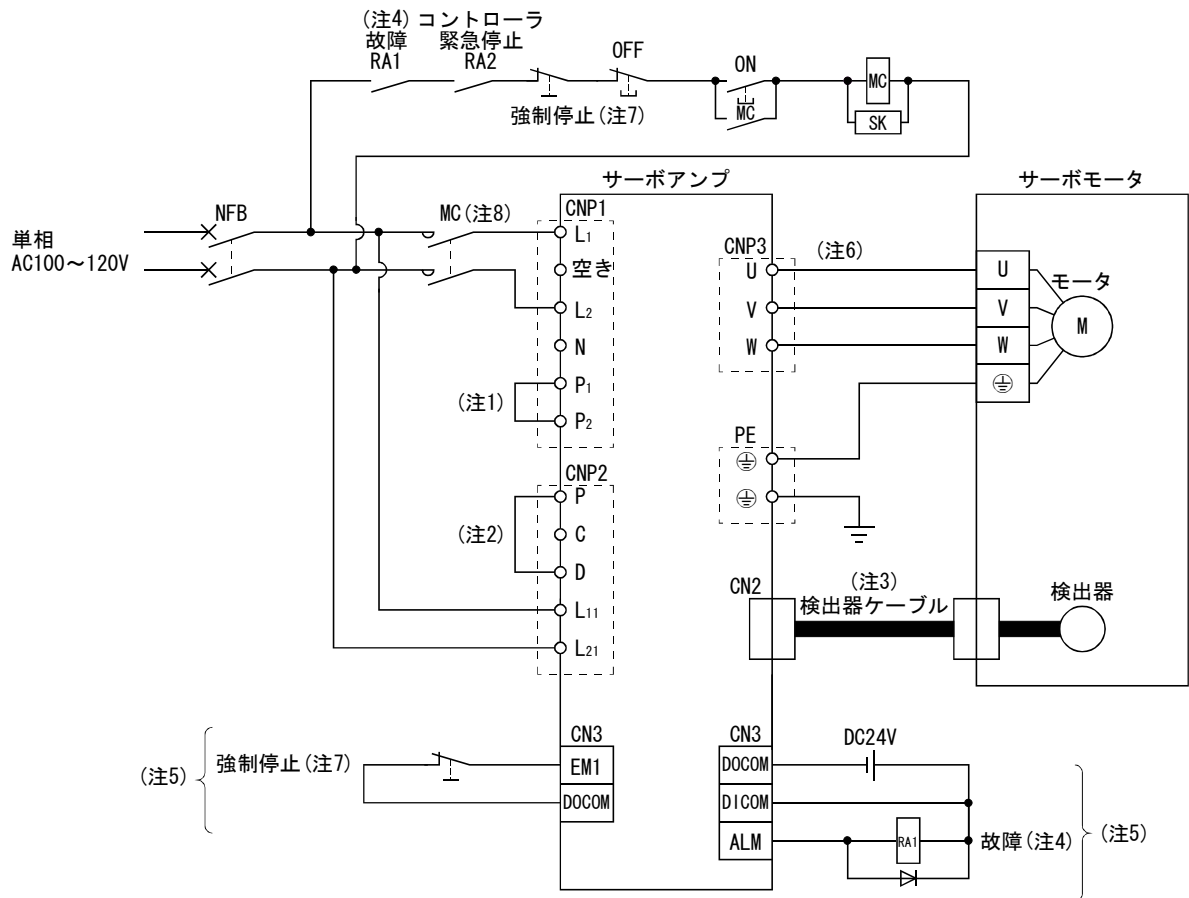 (注4) コントローラ
故障 緊急停止
RA1 RA2
OFF
ON
強制停止(注7)
MC
MC
SK
サーボアンプ
サーボモータ
NFB
MC(注8)
CNP1
単相
AC100～120V
L1
空き
L2
N
P1
P2
(注1)
CNP3
U
V
W
(注6)
U
V
W
モータ
M
PE
CNP2
P
C
D
L11
L21
(注2)
CN2
(注3)
検出器ケーブル
検出器
(注5)
強制停止(注7)
CN3
EM1
DOCOM
CN3
DOCOM
DICOM
ALM
DC24V
RA1
故障(注4)
(注5)